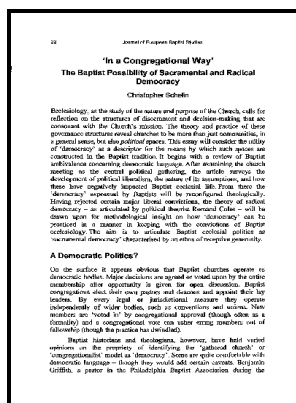 22 Journal of European Baptist Studies
'In a Congregational Way'
The Baptist Possibility of Sacramental and Radical
Democracy
Christopher Schelin
Ecclesiology, as the study of the nature and purpose of the Church, calls for
reflection on the structures of discernment and decision-making that are
consonant with the Church's mission. The theory and practice of these
governance structures reveal churches to be more than just communities, in
a general sense, but also political spaces. This essay will consider the utility
of 'democracy' as a descriptor for the means by which such spaces are
constructed in the Baptist tradition. It begins with a review of Baptist
ambivalence concerning democratic language. After examining the church
meeting as the central political gathering, the article surveys the
development of political liberalism, the nature of its assumptions, and how
these have negatively impacted Baptist ecclesial life. From there the
'democracy' expressed by Baptists will be reconfigured theologically.
Having rejected certain major liberal convictions, the theory of radical
democracy – as articulated by political theorist Romand Coles – will be
drawn upon for methodological insight on how 'democracy' can be
practiced in a manner in keeping with the convictions of Baptist
ecclesiology. The aim is to articulate Baptist ecclesial politics as
'sacramental democracy' characterised by an ethos of receptive generosity.
A Democratic Politics?
On the surface it appears obvious that Baptist churches operate as
democratic bodies. Major decisions are agreed or voted upon by the entire
membership after opportunity is given for open discussion. Baptist
congregations elect their own pastors and deacons and appoint their lay
leaders. By every legal or jurisdictional measure they operate
independently of wider bodies, such as conventions and unions. New
members are 'voted in' by congregational approval (though often as a
formality) and a congregational vote can usher erring members out of
fellowship (though this practice has dwindled).
Baptist historians and theologians, however, have held varied
opinions on the propriety of identifying the 'gathered church' or
'congregationalist' model as 'democracy'. Some are quite comfortable with
democratic language – though they would add certain caveats. Benjamin
Griffith, a pastor in the Philadelphia Baptist Association during the